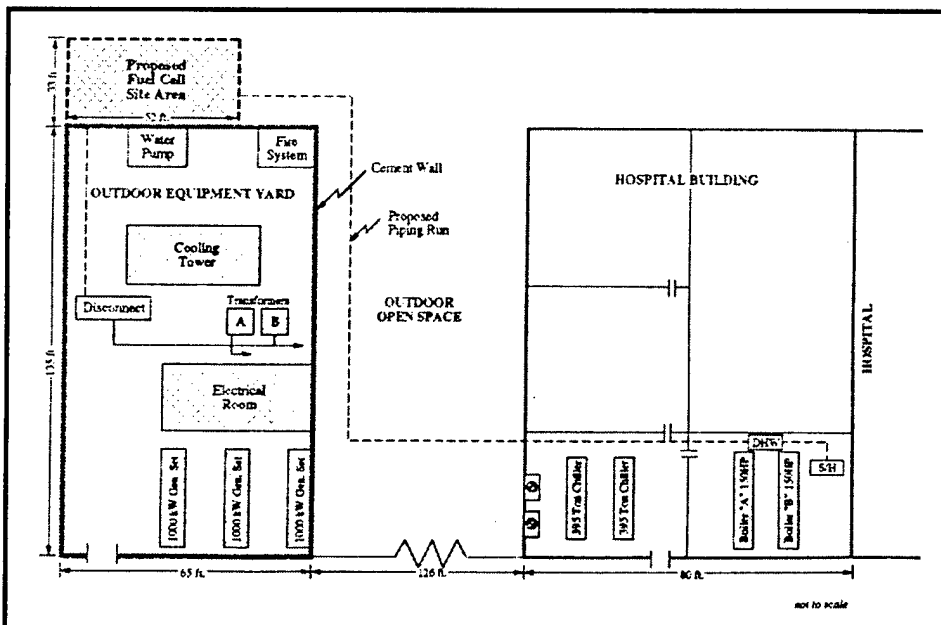 Proposed
Fuel Cell
Site Area
33 ft.
52 ft.
Water
Pump
Fire
System
Cement Wall
HOSPITAL BUILDING
OUTDOOR EQUIPMENT YARD
Proposed
Piping Run
Cooling
Tower
Disconnect
Transformers
A
B
OUTDOOR
OPEN SPACE
135 ft.
HOSPITAL
Electrical
Room
DHW
S/H
1000 kW Gen. Set
1000 kW Gen. Set
1000 kW Gen. Set
395 Ton Chiller
395 Ton Chiller
Boiler "A" 150HP
Boiler "B" 150HP
65 ft.
126 ft.
80 ft.
not to scale